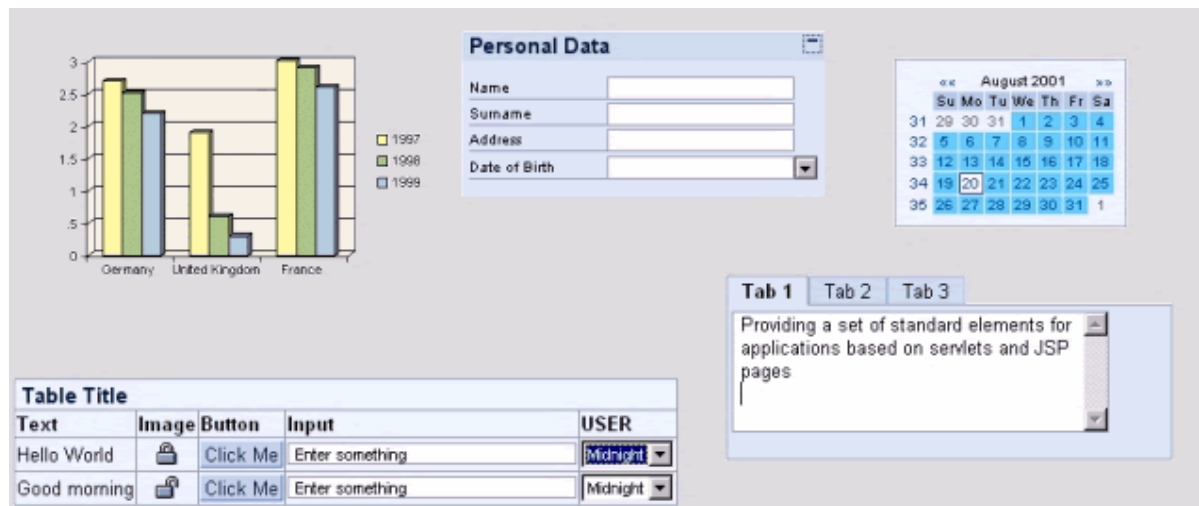 3
2.5
2
1.5
1
.5
0
Germany United Kingdom France
1997
1998
1999
Personal Data
Name
Surname
Address
Date of Birth
«« August 2001 »»
Su Mo Tu We Th Fr Sa
31 29 30 31 1 2 3 4
32 5 6 7 8 9 10 11
33 12 13 14 15 16 17 18
34 19 20 21 22 23 24 25
35 26 27 28 29 30 31 1
Tab 1 Tab 2 Tab 3
Providing a set of standard elements for
applications based on servlets and JSP
pages
Table Title
Text Image Button Input USER
Hello World Click Me Enter something Midnight
Good morning Click Me Enter something Midnight